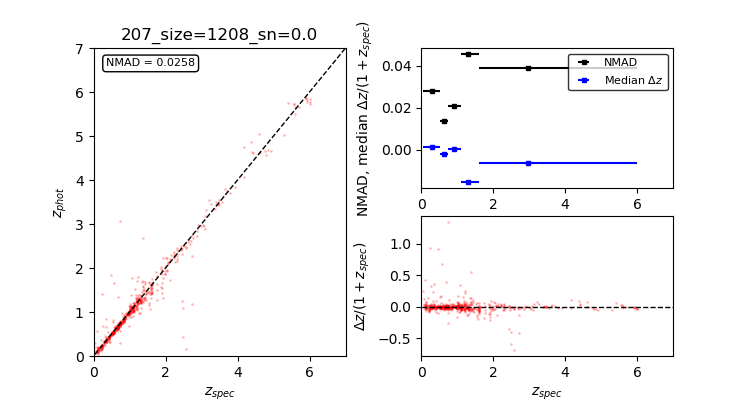 207_size=1208_sn=0.0
NMAD = 0.0258
7
6
5
4
3
2
1
0
z_phot
0 2 4 6
z_spec
NMAD, median Δz/(1 + z_spec)
0.04
0.02
0.00
NMAD
Median Δz
0 2 4 6
Δz/(1 + z_spec)
1.0
0.5
0.0
−0.5
0 2 4 6
z_spec